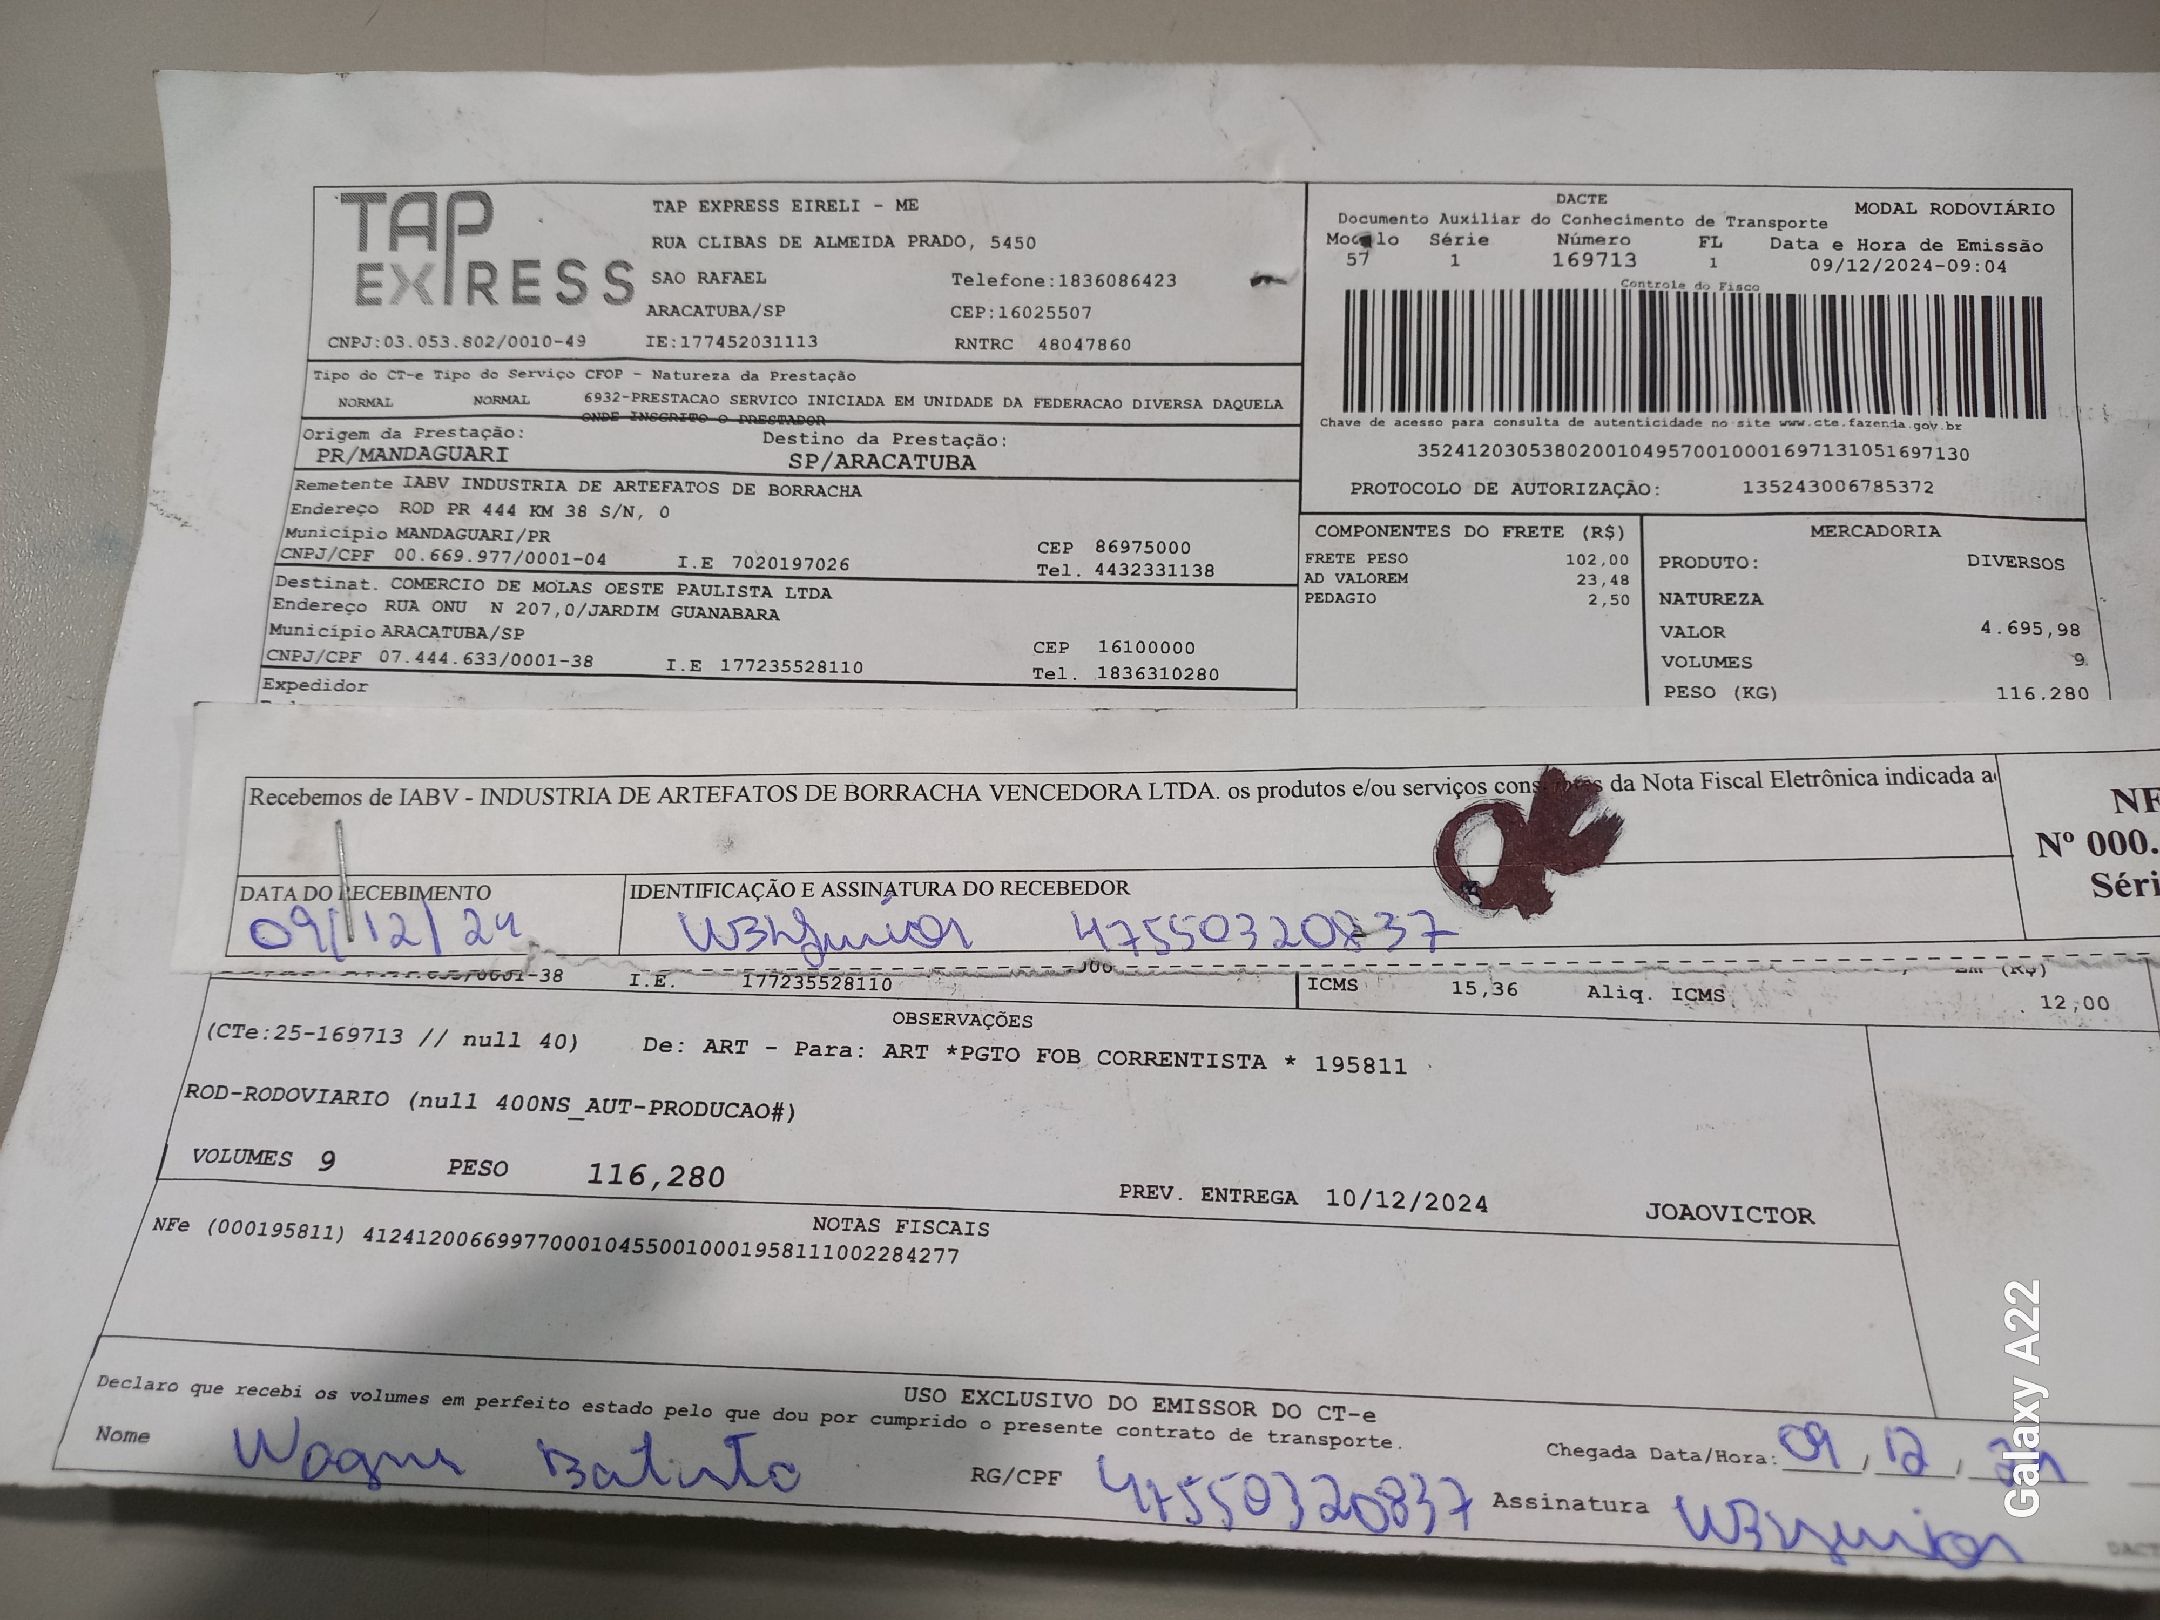 TAP EXPRESS
TAP EXPRESS EIRELI - ME
RUA CLIBAS DE ALMEIDA PRADO, 5450
SAO RAFAEL Telefone:1836086423
ARACATUBA/SP CEP:16025507
CNPJ:03.053.802/0010-49 IE:177452031113 RNTRC 48047860
DACTE
Documento Auxiliar do Conhecimento de Transporte MODAL RODOVIÁRIO
Série Número FL Data e Hora de Emissão
57 1 169713 1 09/12/2024-09:04
Controle do Fisco
Chave de acesso para consulta de autenticidade no site www.cte.fazenda.gov.br
35241203053802001049570010001697131051697130
PROTOCOLO DE AUTORIZAÇÃO: 135243006785372
Tipo do CT-e Tipo do Serviço CFOP - Natureza da Prestação
NORMAL NORMAL 6932-PRESTACAO SERVICO INICIADA EM UNIDADE DA FEDERACAO DIVERSA DAQUELA
ONDE INSCRITO O PRESTADOR
Origem da Prestação: Destino da Prestação:
PR/MANDAGUARI SP/ARACATUBA
Remetente IABV INDUSTRIA DE ARTEFATOS DE BORRACHA
Endereço ROD PR 444 KM 38 S/N, 0
Município MANDAGUARI/PR CEP 86975000
CNPJ/CPF 00.669.977/0001-04 I.E 7020197026 Tel. 4432331138
Destinat. COMERCIO DE MOLAS OESTE PAULISTA LTDA
Endereço RUA ONU N 207,0/JARDIM GUANABARA
Município ARACATUBA/SP CEP 16100000
CNPJ/CPF 07.444.633/0001-38 I.E 177235528110 Tel. 1836310280
Expedidor
COMPONENTES DO FRETE (R$)
FRETE PESO 102,00
AD VALOREM 23,48
PEDAGIO 2,50
MERCADORIA
PRODUTO: DIVERSOS
NATUREZA
VALOR 4.695,98
VOLUMES 9
PESO (KG) 116,280
Recebemos de IABV - INDUSTRIA DE ARTEFATOS DE BORRACHA VENCEDORA LTDA. os produtos e/ou serviços da Nota Fiscal Eletrônica indicada
NF
Nº 000.
Séri
OK
DATA DO RECEBIMENTO IDENTIFICAÇÃO E ASSINATURA DO RECEBEDOR
09/12/24 47550320837
/0001-38 I.E. 177235528110 ICMS 15,36 Aliq. ICMS 12,00
(R$)
OBSERVAÇÕES
(CTe:25-169713 // null 40) De: ART - Para: ART *PGTO FOB CORRENTISTA * 195811
ROD-RODOVIARIO (null 400NS_AUT-PRODUCAO#)
VOLUMES 9 PESO 116,280 PREV. ENTREGA 10/12/2024 JOAOVICTOR
NOTAS FISCAIS
NFe (000195811) 41241200669977000104550010001958111002284277
USO EXCLUSIVO DO EMISSOR DO CT-e
Declaro que recebi os volumes em perfeito estado pelo que dou por cumprido o presente contrato de transporte.
Nome Wagner Batista RG/CPF 47550320837 Chegada Data/Hora: 09/12/24
Assinatura
DACT
Galaxy A22